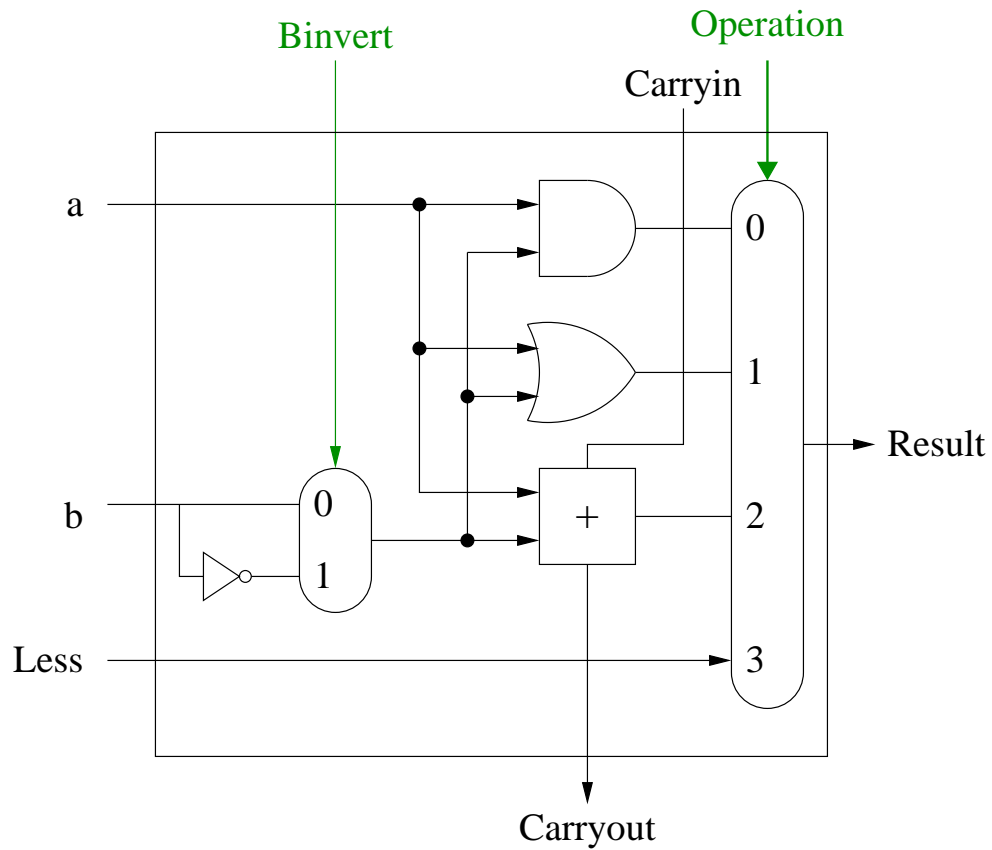 Operation
Binvert
Carryin
a
0
1
b
0
1
+
2
Result
Less
3
Carryout